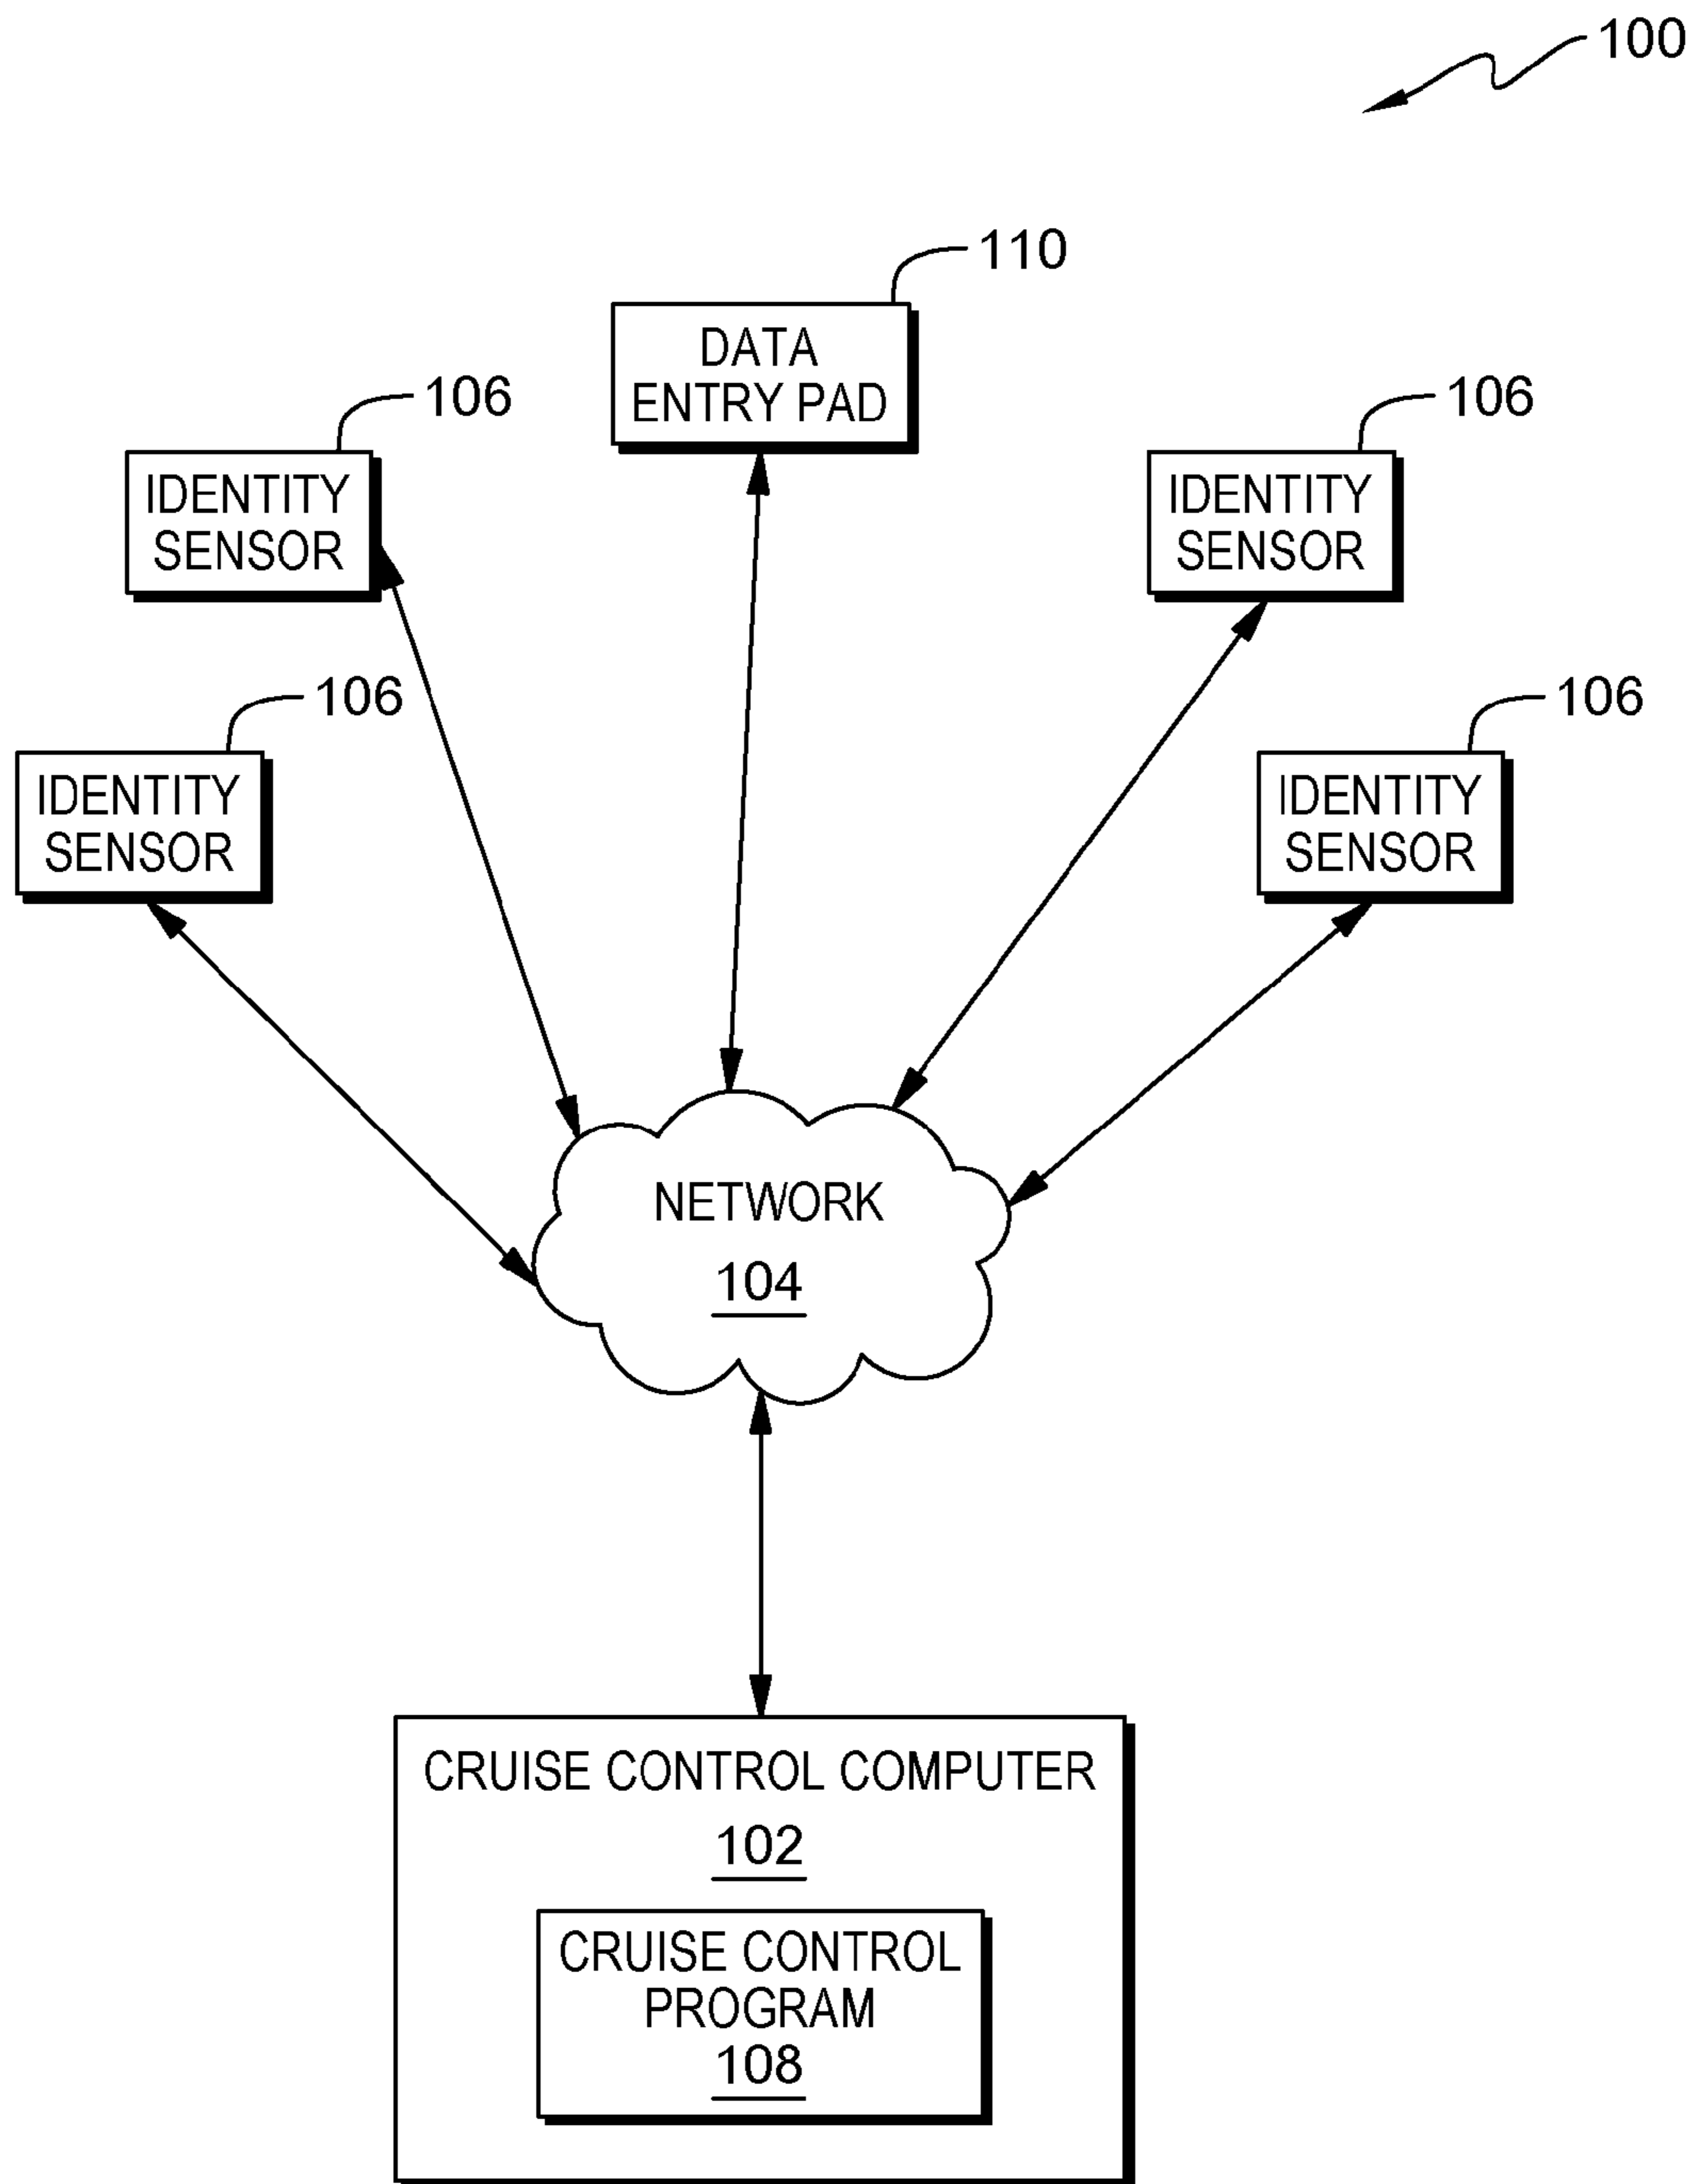 100
110
DATA
ENTRY PAD
106
IDENTITY
SENSOR
106
IDENTITY
SENSOR
106
IDENTITY
SENSOR
106
IDENTITY
SENSOR
NETWORK
104
CRUISE CONTROL COMPUTER
102
CRUISE CONTROL
PROGRAM
108